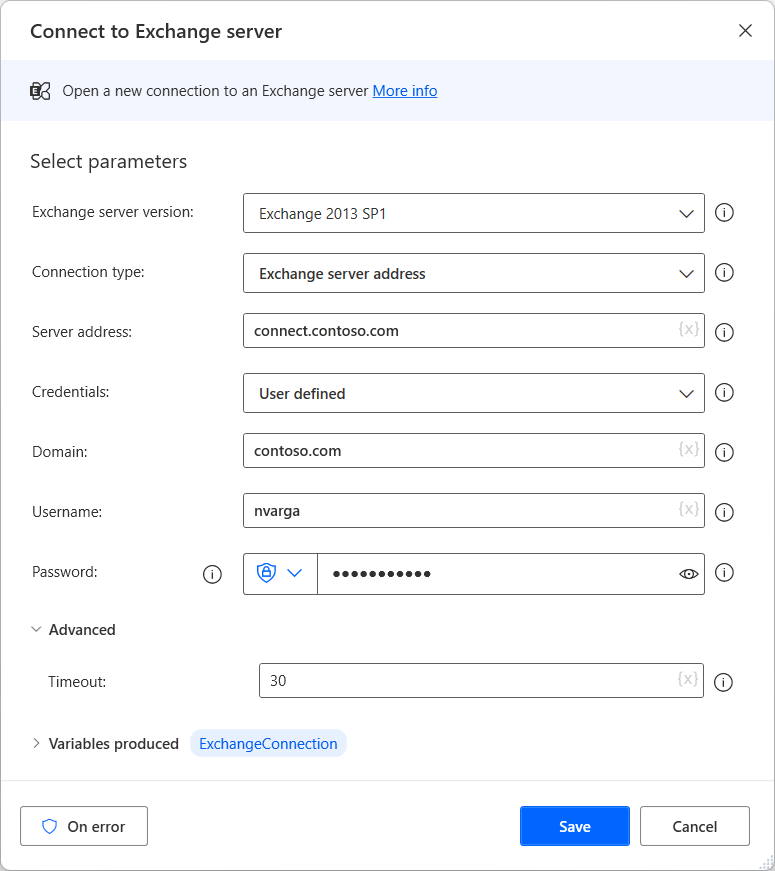 Connect to Exchange server
Open a new connection to an Exchange server More info
Select parameters
Exchange server version: Exchange 2013 SP1
Connection type: Exchange server address
Server address: connect.contoso.com {x}
Credentials: User defined
Domain: contoso.com {x}
Username: nvarga {x}
Password: ●●●●●●●●●●●
Advanced
Timeout: 30 {x}
Variables produced ExchangeConnection
On error Save Cancel